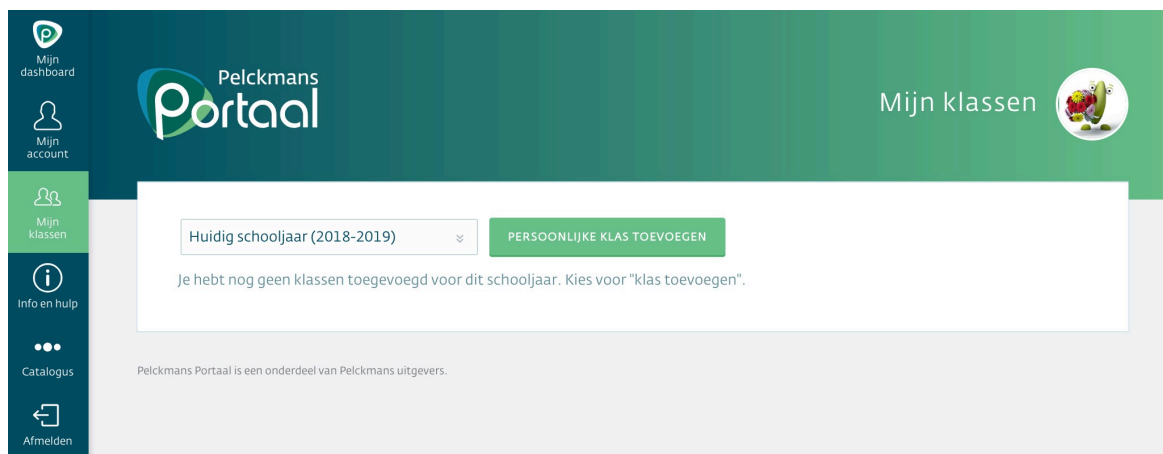 Mijn
dashboard
Mijn
account
Mijn
klassen
Info en hulp
Catalogus
Afmelden
Pelckmans
Portaal
Mijn klassen
Huidig schooljaar (2018-2019)
PERSOONLIJKE KLAS TOEVOEGEN
Je hebt nog geen klassen toegevoegd voor dit schooljaar. Kies voor "klas toevoegen".
Pelckmans Portaal is een onderdeel van Pelckmans uitgevers.